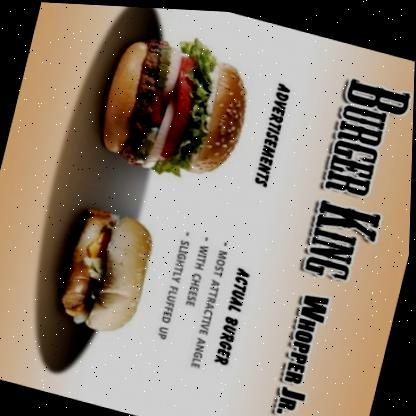 BURGER KING WHOPPER JR.
ADVERTISEMENTS
ACTUAL BURGER
- MOST ATTRACTIVE ANGLE
- WITH CHEESE
- SLIGHTLY FLUFFED UP